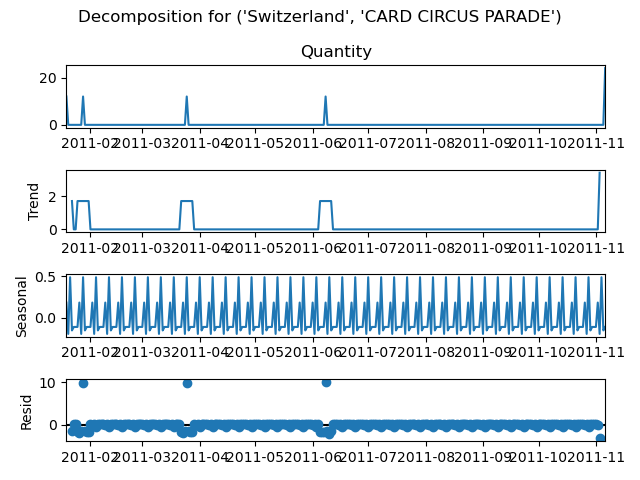 Decomposition for ('Switzerland', 'CARD CIRCUS PARADE')
Quantity
20
0
2011-02 2011-03 2011-04 2011-05 2011-06 2011-07 2011-08 2011-09 2011-10 2011-11
Trend
2
0
2011-02 2011-03 2011-04 2011-05 2011-06 2011-07 2011-08 2011-09 2011-10 2011-11
Seasonal
0.5
0.0
2011-02 2011-03 2011-04 2011-05 2011-06 2011-07 2011-08 2011-09 2011-10 2011-11
Resid
10
0
2011-02 2011-03 2011-04 2011-05 2011-06 2011-07 2011-08 2011-09 2011-10 2011-11